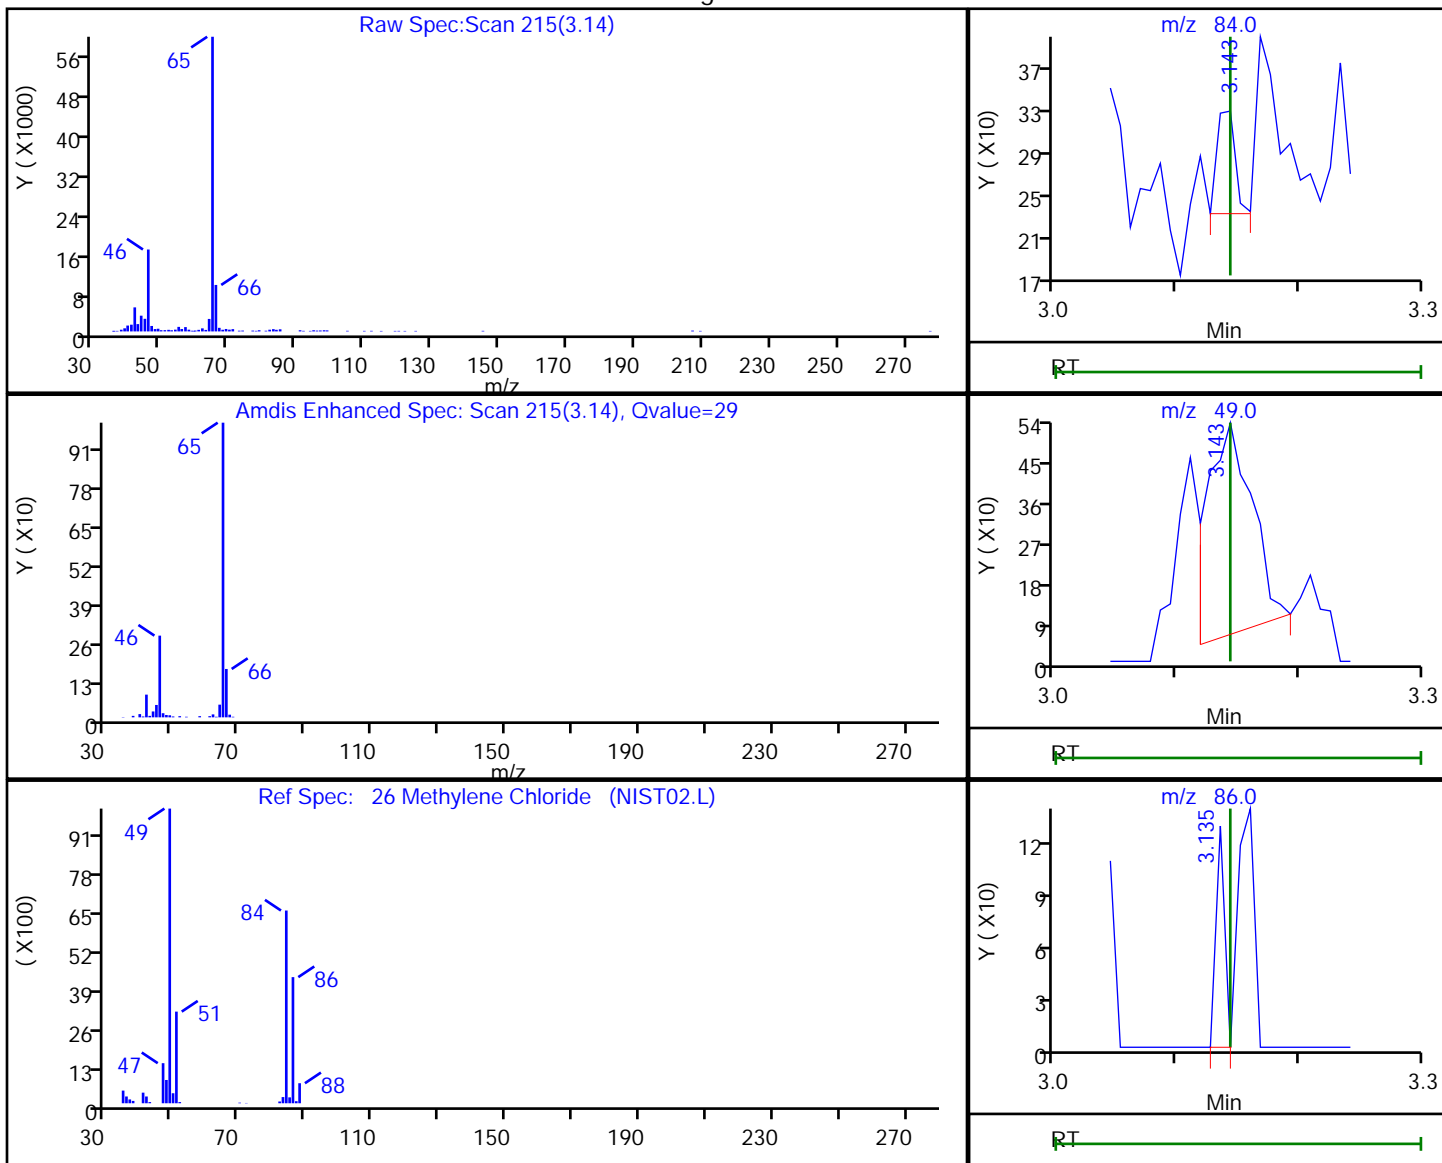 Raw Spec:Scan 215(3.14)
Y ( X1000)
56
48
40
32
24
16
8
0
65
46
66
30 50 70 90 110 130 150 170 190 210 230 250 270
m/z
m/z 84.0
Y ( X10)
37
33
29
25
21
17
3.143
3.0 3.3
Min
RT
Amdis Enhanced Spec: Scan 215(3.14), Qvalue=29
Y ( X10)
91
78
65
52
39
26
13
0
65
46
66
30 70 110 150 190 230 270
m/z
m/z 49.0
Y ( X10)
54
45
36
27
18
9
0
3.143
3.0 3.3
Min
RT
Ref Spec: 26 Methylene Chloride (NIST02.L)
( X100)
91
78
65
52
39
26
13
0
49
84
86
51
47
88
30 70 110 150 190 230 270
m/z 86.0
Y ( X10)
12
9
6
3
0
3.135
3.0 3.3
Min
RT